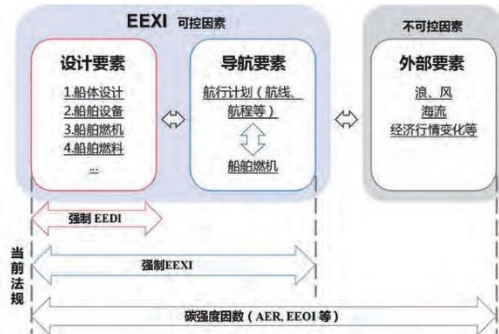 EEXI 可控因素
不可控因素
设计要素
1.船体设计
2.船舶设备
3.船舶燃机
4.船舶燃料
...
导航要素
航行计划（航线、
航程等）
船舶燃机
外部要素
浪、风
海流
经济行情变化等
当前法规
强制 EEDI
强制EEXI
碳强度因数（AER, EEOI 等）